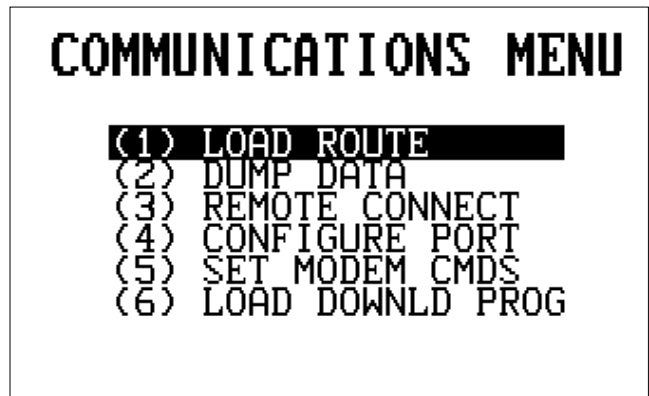 COMMUNICATIONS MENU
(1) LOAD ROUTE
(2) DUMP DATA
(3) REMOTE CONNECT
(4) CONFIGURE PORT
(5) SET MODEM CMDS
(6) LOAD DOWNLD PROG